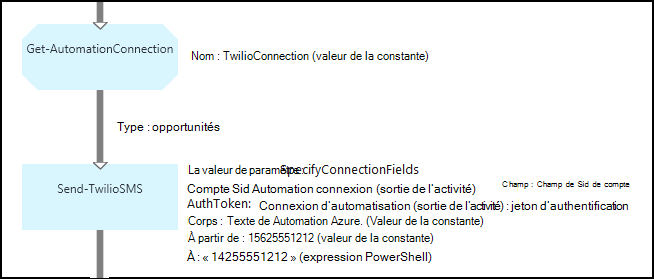 Get-AutomationConnection
Nom : TwilioConnection (valeur de la constante)
Type : opportunités
Send-TwilioSMS
La valeur de paramètre: SpecifyConnectionFields
Compte Sid Automation connexion (sortie de l'activité) Champ : Champ de Sid de compte
AuthToken: Connexion d'automatisation (sortie de l'activité) : jeton d'authentification
Corps : Texte de Automation Azure. (Valeur de la constante)
À partir de : 15625551212 (valeur de la constante)
À : « 14255551212 » (expression PowerShell)